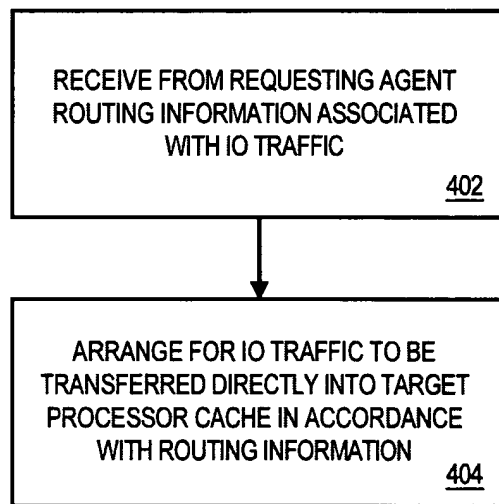 RECEIVE FROM REQUESTING AGENT
ROUTING INFORMATION ASSOCIATED
WITH IO TRAFFIC
402
ARRANGE FOR IO TRAFFIC TO BE
TRANSFERRED DIRECTLY INTO TARGET
PROCESSOR CACHE IN ACCORDANCE
WITH ROUTING INFORMATION
404